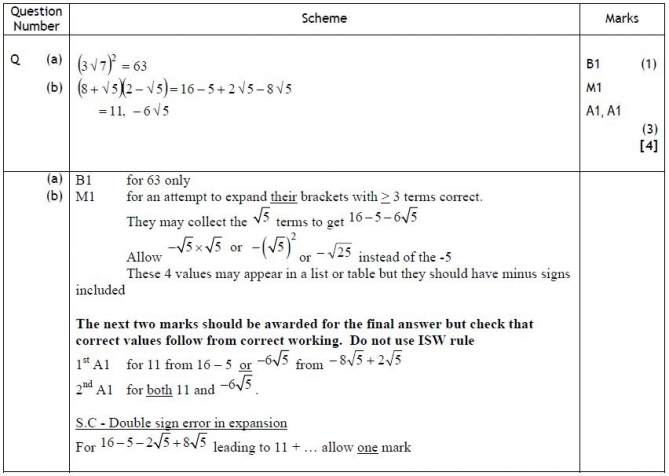 Question Number Scheme Marks
Q (a) (3√7)² = 63 B1 (1)
(b) (8 + √5)(2 − √5) = 16 − 5 + 2√5 − 8√5 M1
= 11, − 6√5 A1, A1
(3)
[4]
(a) B1 for 63 only
(b) M1 for an attempt to expand their brackets with ≥ 3 terms correct.
They may collect the √5 terms to get 16−5−6√5
Allow −√5×√5 or −(√5)² or −√25 instead of the -5
These 4 values may appear in a list or table but they should have minus signs
included
The next two marks should be awarded for the final answer but check that
correct values follow from correct working. Do not use ISW rule
1st A1 for 11 from 16 – 5 or −6√5 from −8√5 + 2√5
2nd A1 for both 11 and −6√5 .
S.C - Double sign error in expansion
For 16−5−2√5+8√5 leading to 11 + … allow one mark